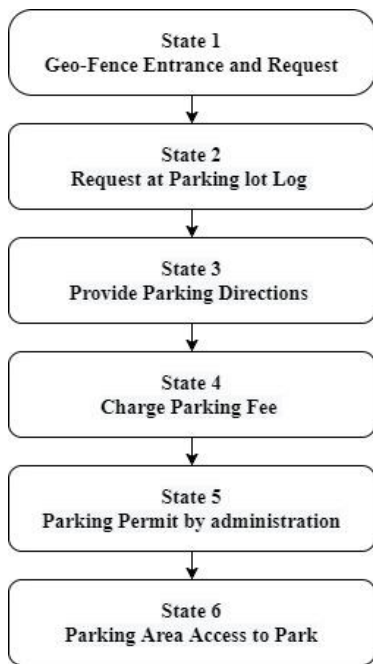 State 1
Geo-Fence Entrance and Request
State 2
Request at Parking lot Log
State 3
Provide Parking Directions
State 4
Charge Parking Fee
State 5
Parking Permit by administration
State 6
Parking Area Access to Park